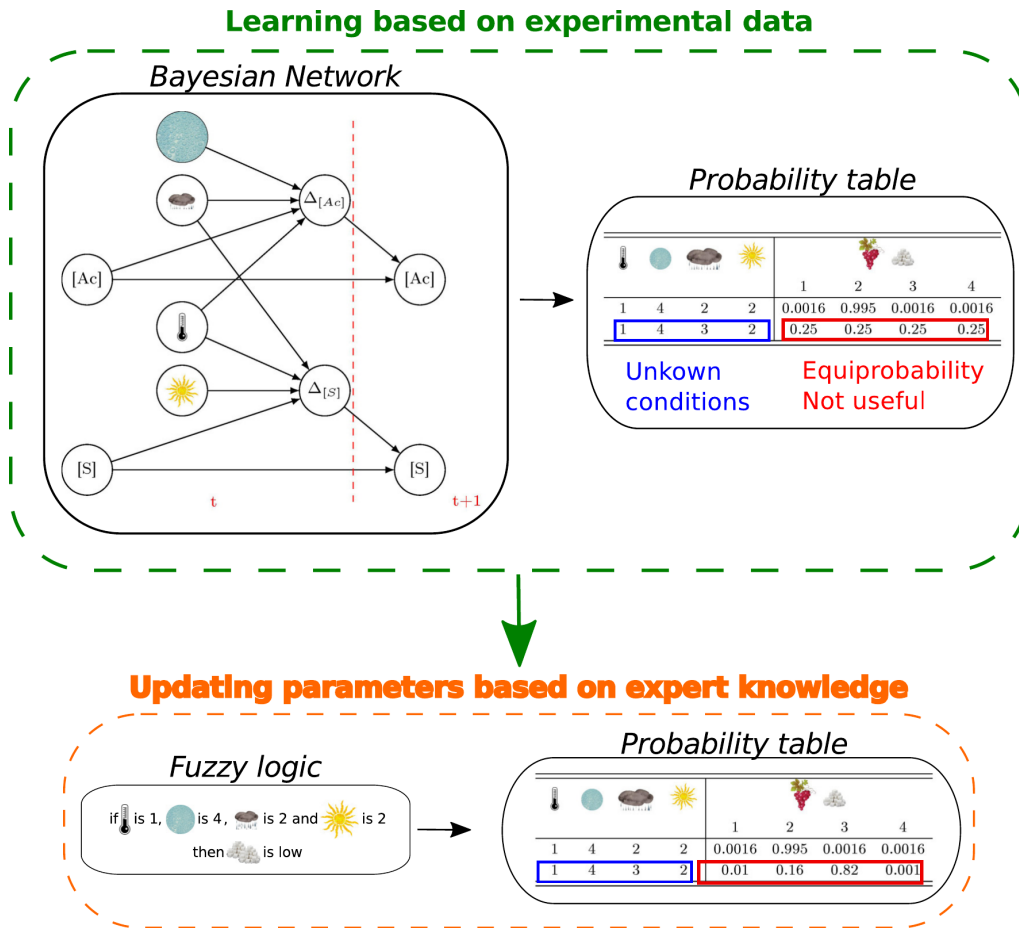 Learning based on experimental data
Bayesian Network
Δ[Ac]
[Ac]
[Ac]
Δ[S]
[S]
[S]
t
t+1
Probability table
1 2 3 4
1 4 2 2 0.0016 0.995 0.0016 0.0016
1 4 3 2 0.25 0.25 0.25 0.25
Unkown
conditions
Equiprobability
Not useful
Updating parameters based on expert knowledge
Fuzzy logic
if is 1, is 4, is 2 and is 2
then is low
Probability table
1 2 3 4
1 4 2 2 0.0016 0.995 0.0016 0.0016
1 4 3 2 0.01 0.16 0.82 0.001